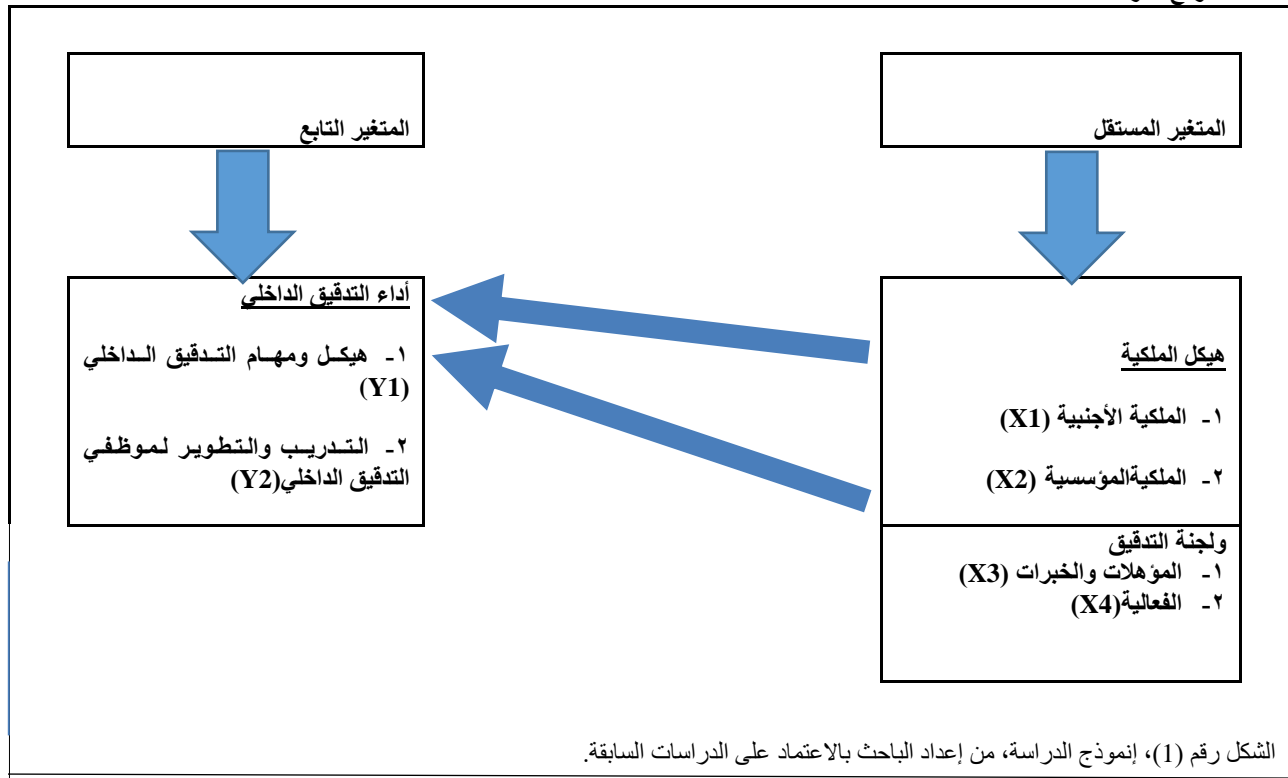 المتغير المستقل
المتغير التابع
هيكل الملكية
١- الملكية الأجنبية (X1)
٢- الملكيةالمؤسسية (X2)
ولجنة التدقيق
١- المؤهلات والخبرات (X3)
٢- الفعالية(X4)
أداء التدقيق الداخلي
١- هيكل ومهام التدقيق الداخلي
(Y1)
٢- التدريب والتطوير لموظفي
التدقيق الداخلي(Y2)
الشكل رقم (1)، إنموذج الدراسة، من إعداد الباحث بالاعتماد على الدراسات السابقة.